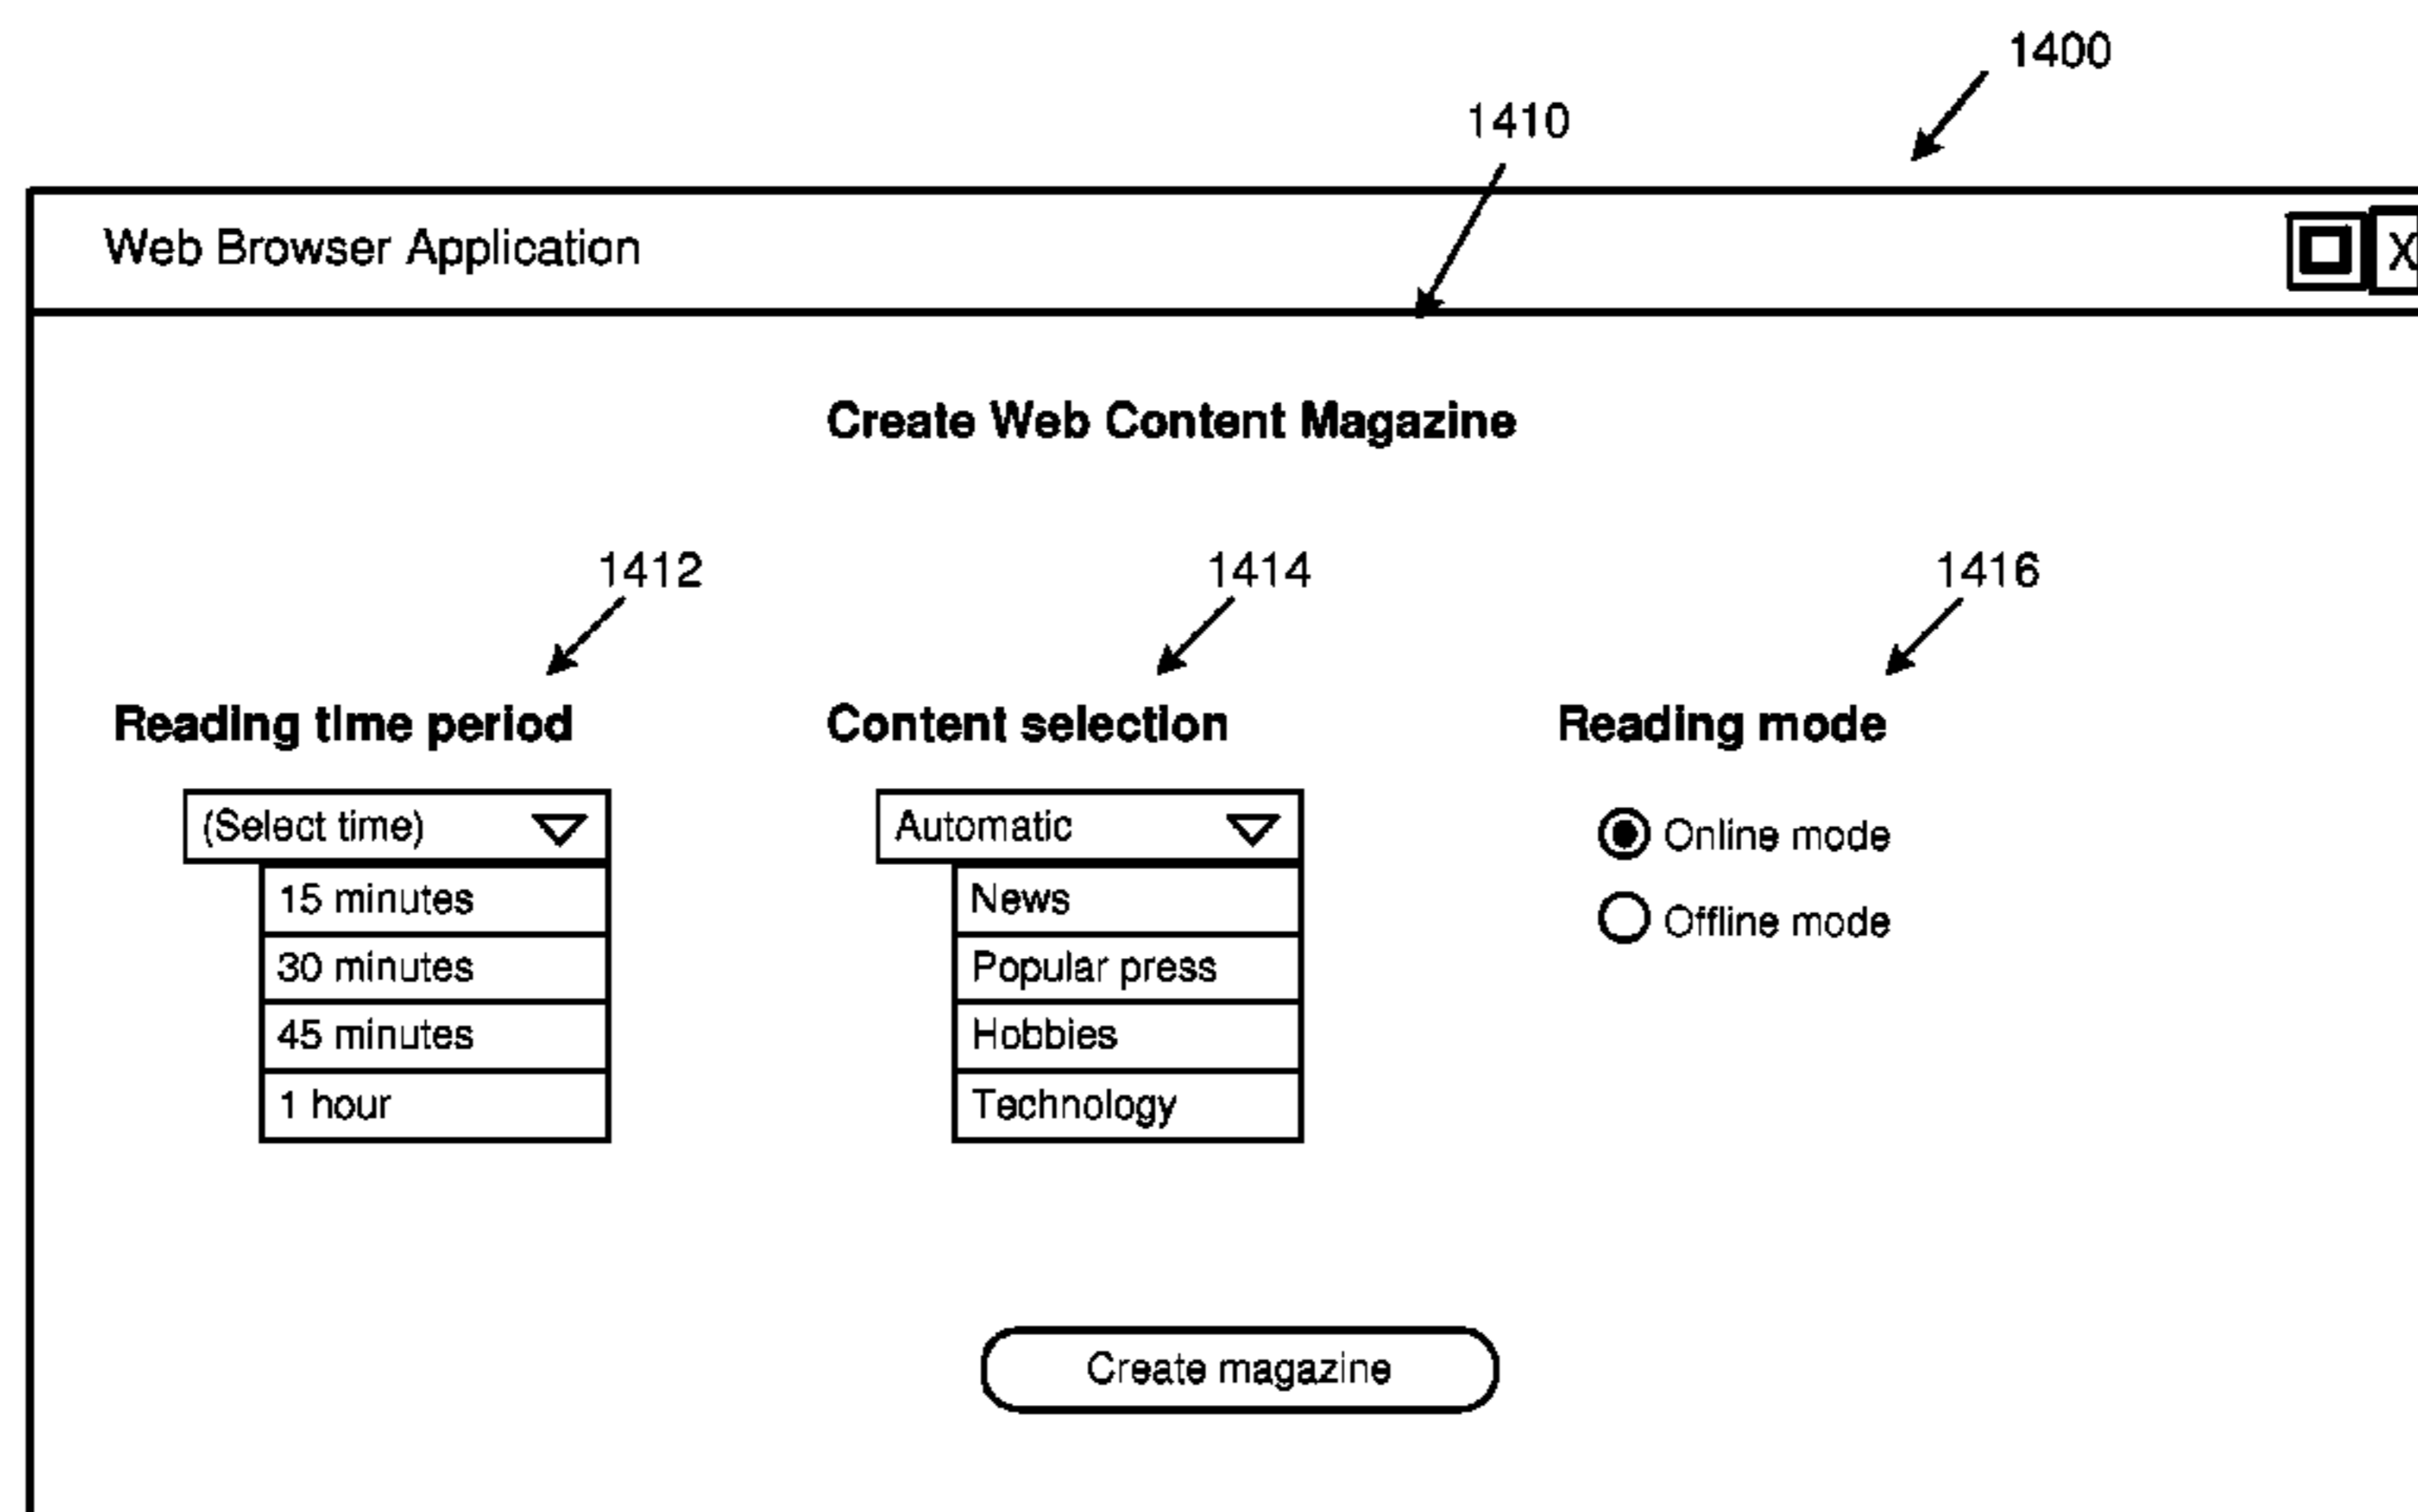 1400
1410
Web Browser Application
X
Create Web Content Magazine
1412 1414 1416
Reading time period Content selection Reading mode
(Select time) Automatic Online mode
15 minutes News Offline mode
30 minutes Popular press
45 minutes Hobbies
1 hour Technology
Create magazine